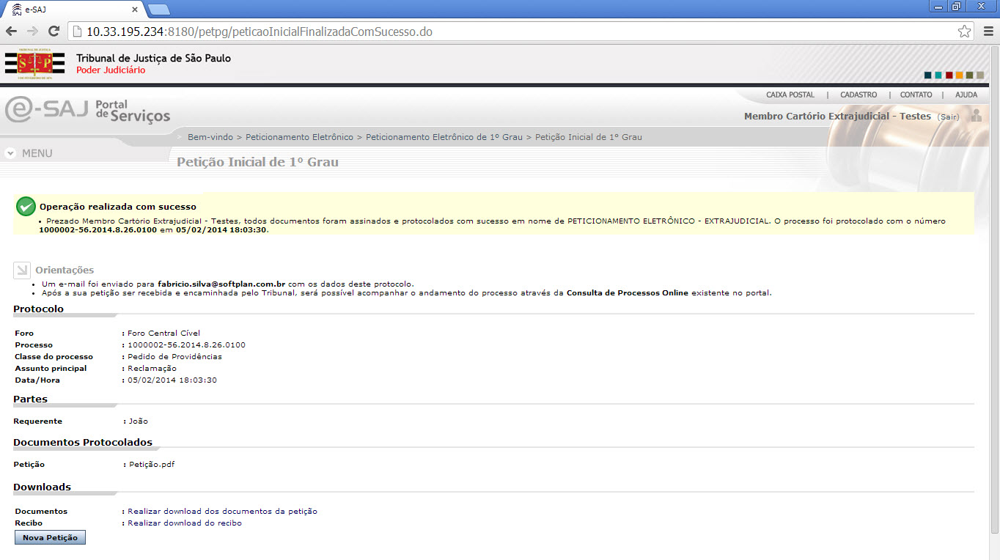 e-SAJ
10.33.195.234:8180/petpg/peticaoInicialFinalizadaComSucesso.do
S P
Tribunal de Justiça de São Paulo
Poder Judiciário
CAIXA POSTAL | CADASTRO | CONTATO | AJUDA
e-SAJ Portal de Serviços
Membro Cartório Extrajudicial - Testes (Sair)
Bem-vindo > Peticionamento Eletrônico > Peticionamento Eletrônico de 1º Grau > Petição Inicial de 1º Grau
MENU
Petição Inicial de 1º Grau
Operação realizada com sucesso
• Prezado Membro Cartório Extrajudicial - Testes, todos documentos foram assinados e protocolados com sucesso em nome de PETICIONAMENTO ELETRÔNICO - EXTRAJUDICIAL. O processo foi protocolado com o número
1000002-56.2014.8.26.0100 em 05/02/2014 18:03:30.
Orientações
• Um e-mail foi enviado para fabricio.silva@softplan.com.br com os dados deste protocolo.
• Após a sua petição ser recebida e encaminhada pelo Tribunal, será possível acompanhar o andamento do processo através da Consulta de Processos Online existente no portal.
Protocolo
Foro : Foro Central Cível
Processo : 1000002-56.2014.8.26.0100
Classe do processo : Pedido de Providências
Assunto principal : Reclamação
Data/Hora : 05/02/2014 18:03:30
Partes
Requerente : João
Documentos Protocolados
Petição : Petição.pdf
Downloads
Documentos : Realizar download dos documentos da petição
Recibo : Realizar download do recibo
Nova Petição